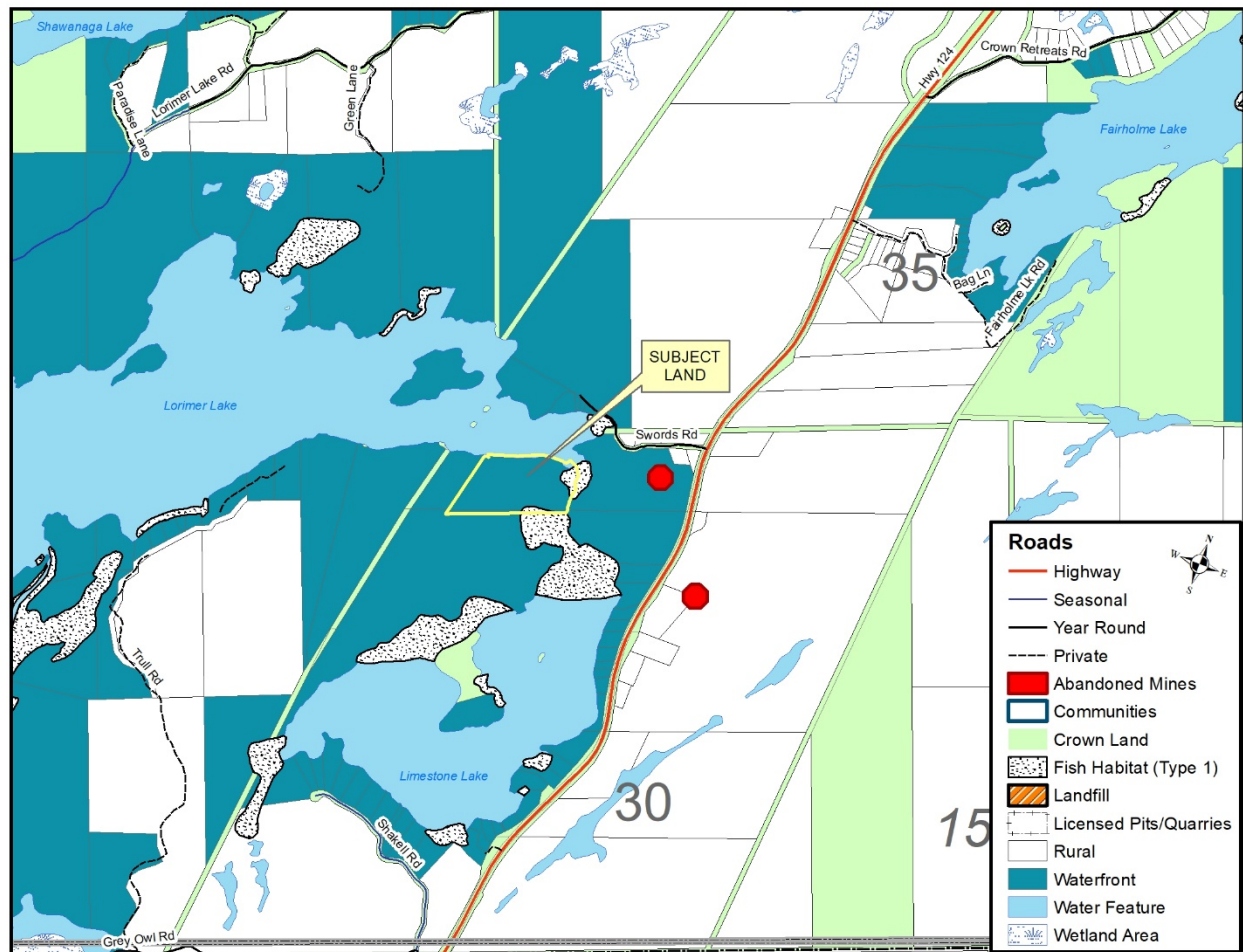 Shawanaga Lake
Lorimer Lake Rd
Paradise Lane
Green Lane
Hwy 124
Crown Retreats Rd
Fairholme Lake
35
Bag Ln
Fairholme Lk Rd
SUBJECT
LAND
Lorimer Lake
Swords Rd
Trull Rd
Limestone Lake
30
15
Shakell Rd
Grey Owl Rd
Roads
N
W
E
S
Highway
Seasonal
Year Round
Private
Abandoned Mines
Communities
Crown Land
Fish Habitat (Type 1)
Landfill
Licensed Pits/Quarries
Rural
Waterfront
Water Feature
Wetland Area